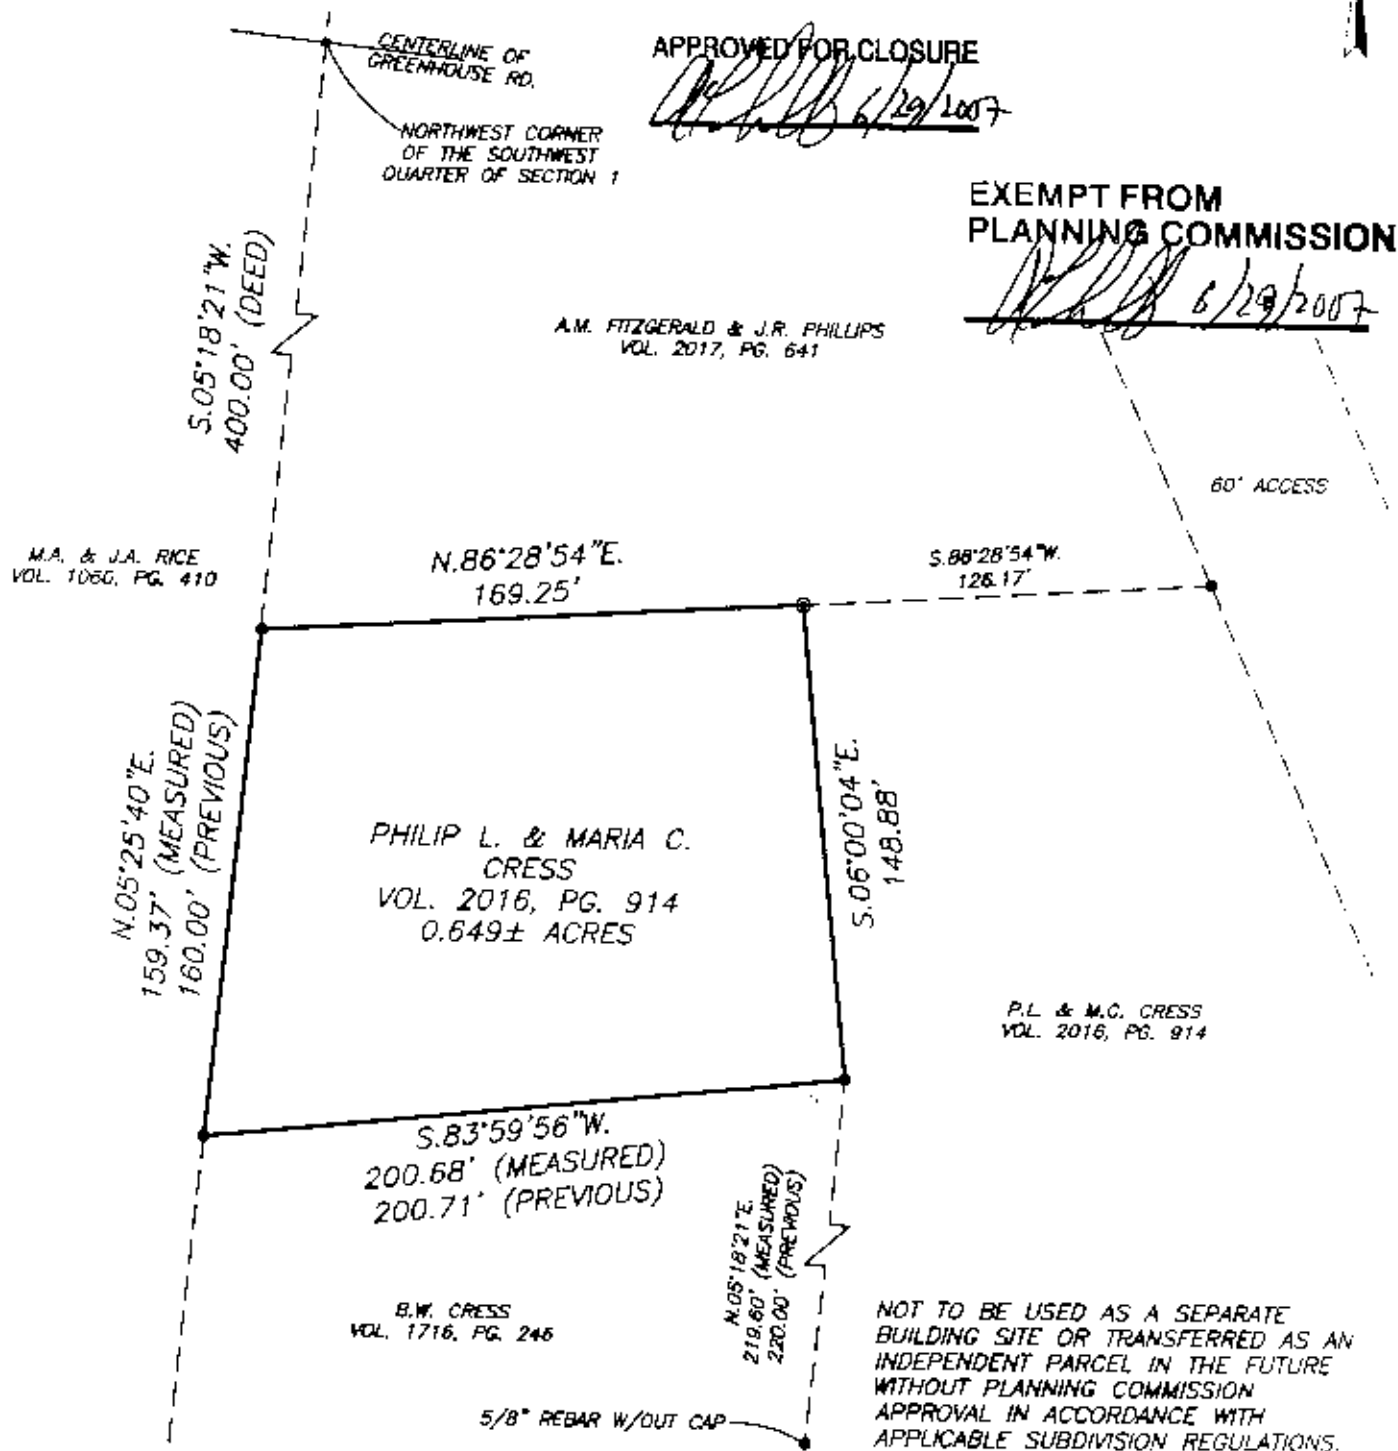 CENTERLINE OF
GREENHOUSE RD.
APPROVED FOR CLOSURE
6/29/2007
NORTHWEST CORNER
OF THE SOUTHWEST
QUARTER OF SECTION 1
EXEMPT FROM
PLANNING COMMISSION
6/29/2007
S.05°18'21"W.
400.00' (DEED)
A.M. FITZGERALD & J.R. PHILLIPS
VOL. 2017, PG. 641
60' ACCESS
M.A. & J.A. RICE
VOL. 1060, PG. 410
N.86°28'54"E.
169.25'
S.86°28'54"W.
126.17'
N.05°25'40"E.
159.37' (MEASURED)
160.00' (PREVIOUS)
PHILIP L. & MARIA C.
CRESS
VOL. 2016, PG. 914
0.649± ACRES
S.06°00'04"E.
148.88'
P.L. & M.C. CRESS
VOL. 2016, PG. 914
S.83°59'56"W.
200.68' (MEASURED)
200.71' (PREVIOUS)
N.05°18'21"E.
219.60' (MEASURED)
220.00' (PREVIOUS)
B.W. CRESS
VOL. 1716, PG. 246
5/8" REBAR W/OUT CAP
NOT TO BE USED AS A SEPARATE
BUILDING SITE OR TRANSFERRED AS AN
INDEPENDENT PARCEL IN THE FUTURE
WITHOUT PLANNING COMMISSION
APPROVAL IN ACCORDANCE WITH
APPLICABLE SUBDIVISION REGULATIONS.